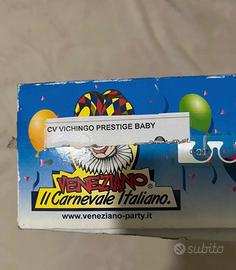 CV VICHINGO PRESTIGE BABY
VENEZIANO®
Il Carnevale Italiano.
www.veneziano-party.it
subito